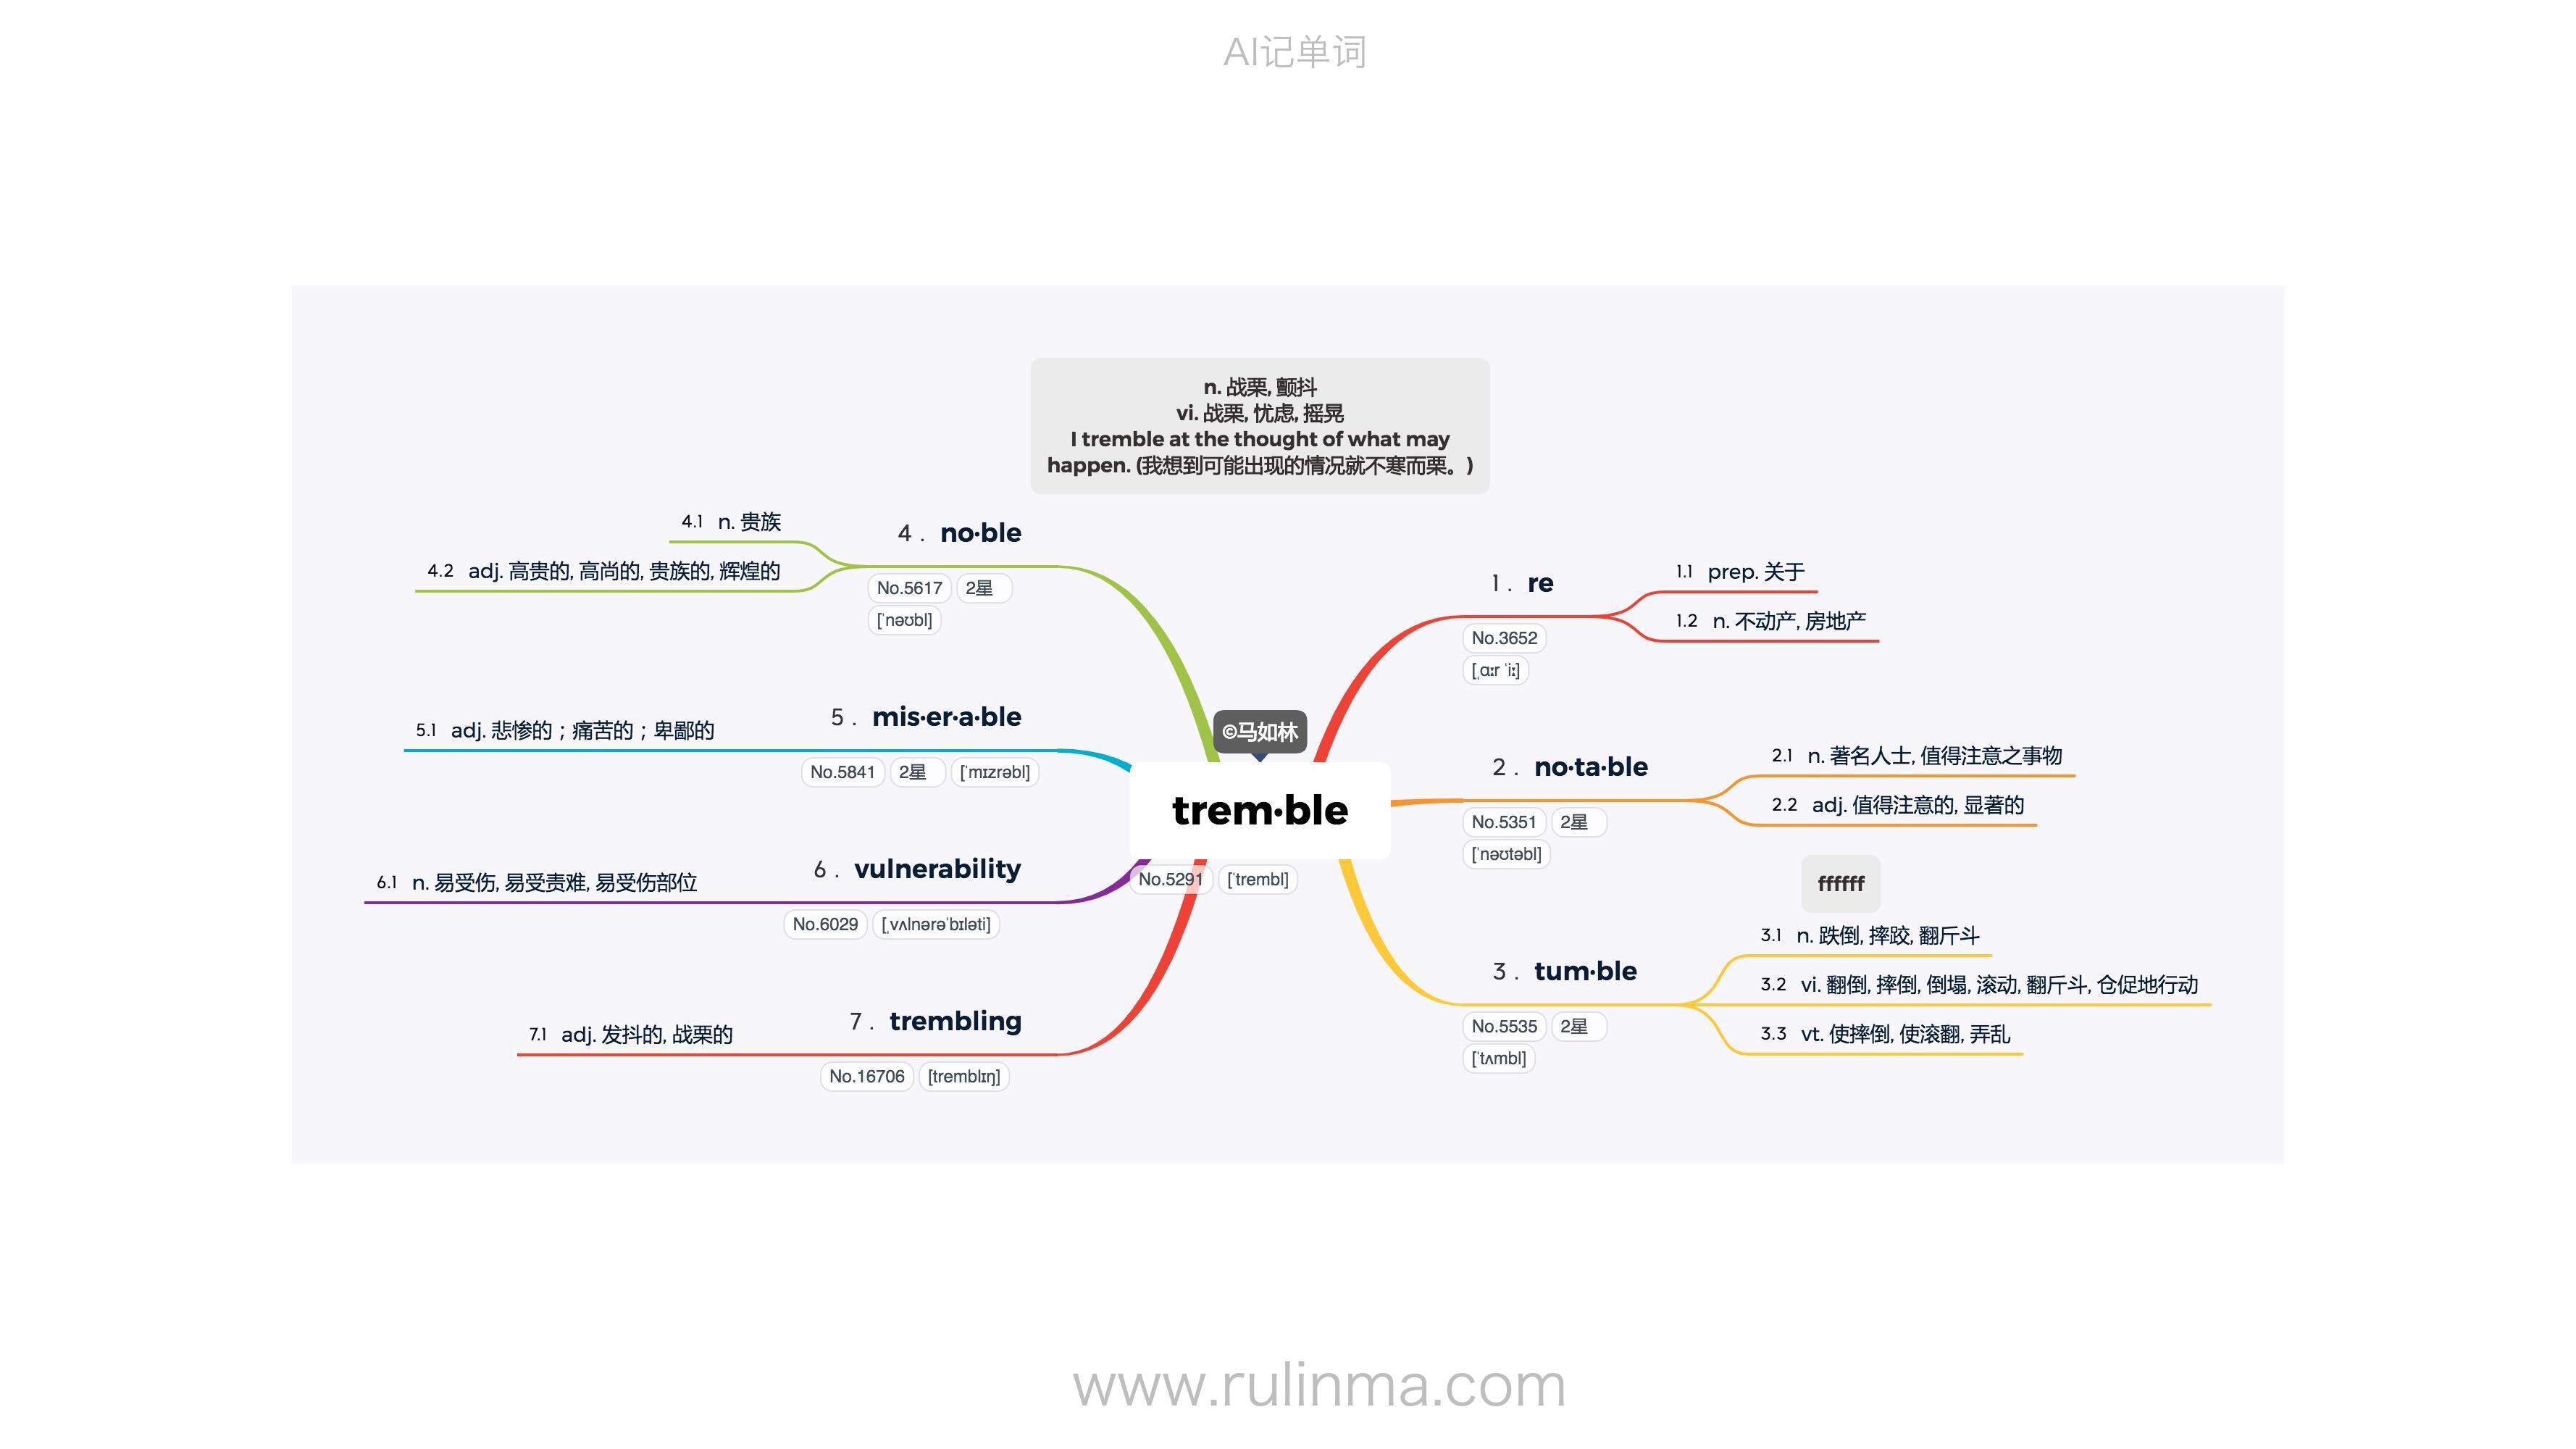 AI记单词
n. 战栗, 颤抖
vi. 战栗, 忧虑, 摇晃
I tremble at the thought of what may
happen. (我想到可能出现的情况就不寒而栗。)
©马如林
trem·ble
No.5291 [ˈtrembl]
1. re
No.3652
[ˌɑːr ˈiː]
1.1 prep. 关于
1.2 n. 不动产, 房地产
2. no·ta·ble
No.5351 2星
[ˈnəʊtəbl]
2.1 n. 著名人士, 值得注意之事物
2.2 adj. 值得注意的, 显著的
ffffff
3. tum·ble
No.5535 2星
[ˈtʌmbl]
3.1 n. 跌倒, 摔跤, 翻斤斗
3.2 vi. 翻倒, 摔倒, 倒塌, 滚动, 翻斤斗, 仓促地行动
3.3 vt. 使摔倒, 使滚翻, 弄乱
4. no·ble
No.5617 2星
[ˈnəʊbl]
4.1 n. 贵族
4.2 adj. 高贵的, 高尚的, 贵族的, 辉煌的
5. mis·er·a·ble
No.5841 2星 [ˈmɪzrəbl]
5.1 adj. 悲惨的；痛苦的；卑鄙的
6. vulnerability
No.6029 [ˌvʌlnərəˈbɪləti]
6.1 n. 易受伤, 易受责难, 易受伤部位
7. trembling
No.16706 [tremblɪŋ]
7.1 adj. 发抖的, 战栗的
www.rulinma.com